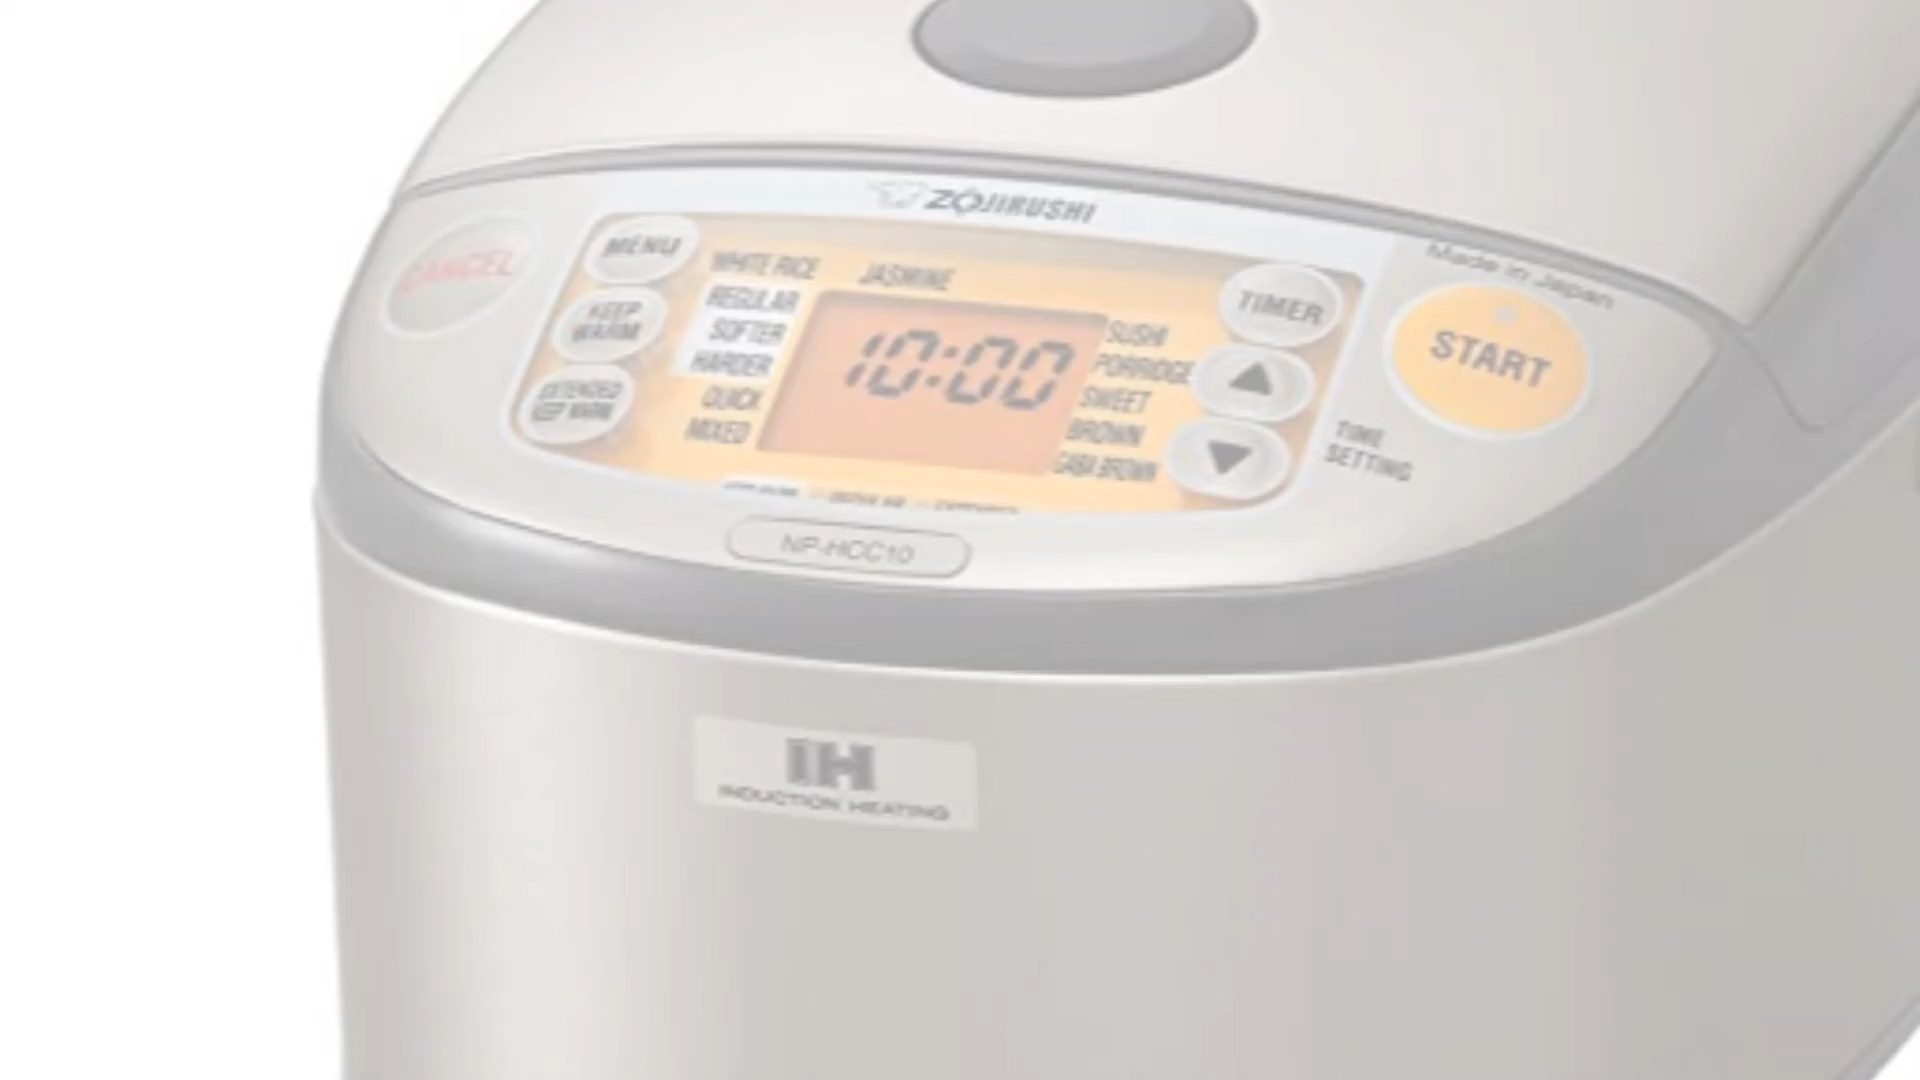 ZOJIRUSHI
Made in Japan
CANCEL
MENU
KEEP
WARM
EXTENDED
KEEP WARM
WHITE RICE
JASMINE
REGULAR
SOFTER
HARDER
QUICK
MIXED
10:00
SUSHI
PORRIDGE
SWEET
BROWN
GABA BROWN
TIMER
▲
▼
TIME
SETTING
START
NP-HCC10
IH
INDUCTION HEATING